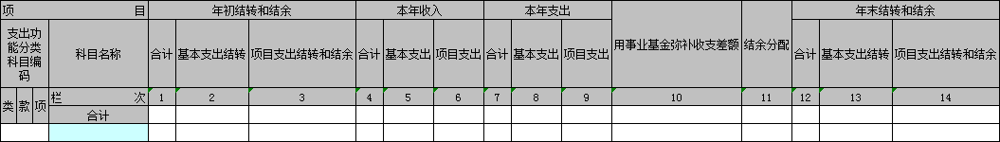 项 目 年初结转和结余 本年收入 本年支出 用事业基金弥补收支差额 结余分配 年末结转和结余
支出功
能分类
科目编
码
科目名称 合计 基本支出结转 项目支出结转和结余 合计 基本支出 项目支出 合计 基本支出 项目支出 合计 基本支出结转 项目支出结转和结余
类 款 项 栏 次 1 2 3 4 5 6 7 8 9 10 11 12 13 14
合计